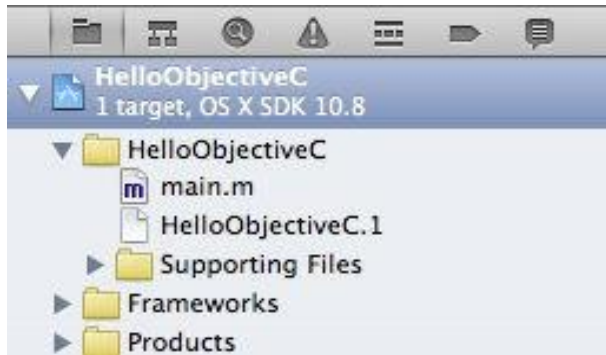 HelloObjectiveC
1 target, OS X SDK 10.8
HelloObjectiveC
m main.m
HelloObjectiveC.1
Supporting Files
Frameworks
Products